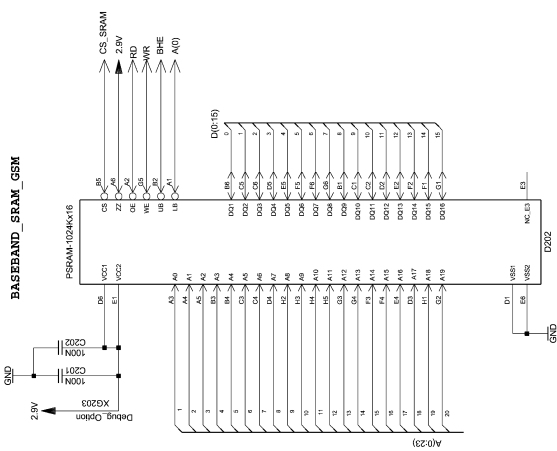 BASEBAND_SRAM_GSM
CS_SRAM
2.9V
RD
WR
BHE
A(0)
B5
A6
A2
G5
B2
A1
CS
ZZ
OE
WE
UB
LB
PSRAM-1024Kx16
D202
D6
VCC1
E1
VCC2
GND
C202
100N
C201
100N
2.9V
XG203
Debug_Option
D(0:15)
0 B6 DQ1
1 C5 DQ2
2 C6 DQ3
3 D5 DQ4
4 E5 DQ5
5 F5 DQ6
6 F6 DQ7
7 G6 DQ8
8 B1 DQ9
9 C1 DQ10
10 C2 DQ11
11 D2 DQ12
12 E2 DQ13
13 F2 DQ14
14 F1 DQ15
15 G1 DQ16
E3 NC_E3
A0 A3 1
A1 A4 2
A2 A5 3
A3 B3 4
A4 B4 5
A5 C3 6
A6 C4 7
A7 D4 8
A8 H2 9
A9 H3 10
A10 H4 11
A11 H5 12
A12 G3 13
A13 G4 14
A14 F3 15
A15 F4 16
A16 E4 17
A17 D3 18
A18 H1 19
A19 G2 20
A(0:23)
VSS1 D1
VSS2 E6
GND